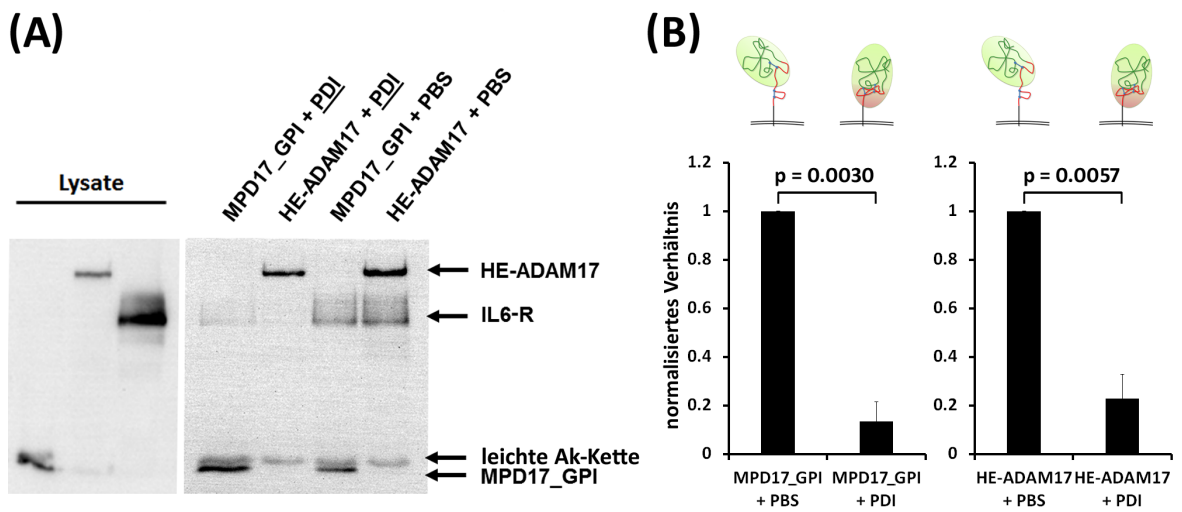 (A)
Lysate
MPD17_GPI + PDI
HE-ADAM17 + PDI
MPD17_GPI + PBS
HE-ADAM17 + PBS
HE-ADAM17
IL6-R
leichte Ak-Kette
MPD17_GPI
(B)
normalisiertes Verhältnis
1.2
1
0.8
0.6
0.4
0.2
0
p = 0.0030
MPD17_GPI
+ PBS
MPD17_GPI
+ PDI
1.2
1
0.8
0.6
0.4
0.2
0
p = 0.0057
HE-ADAM17
+ PBS
HE-ADAM17
+ PDI